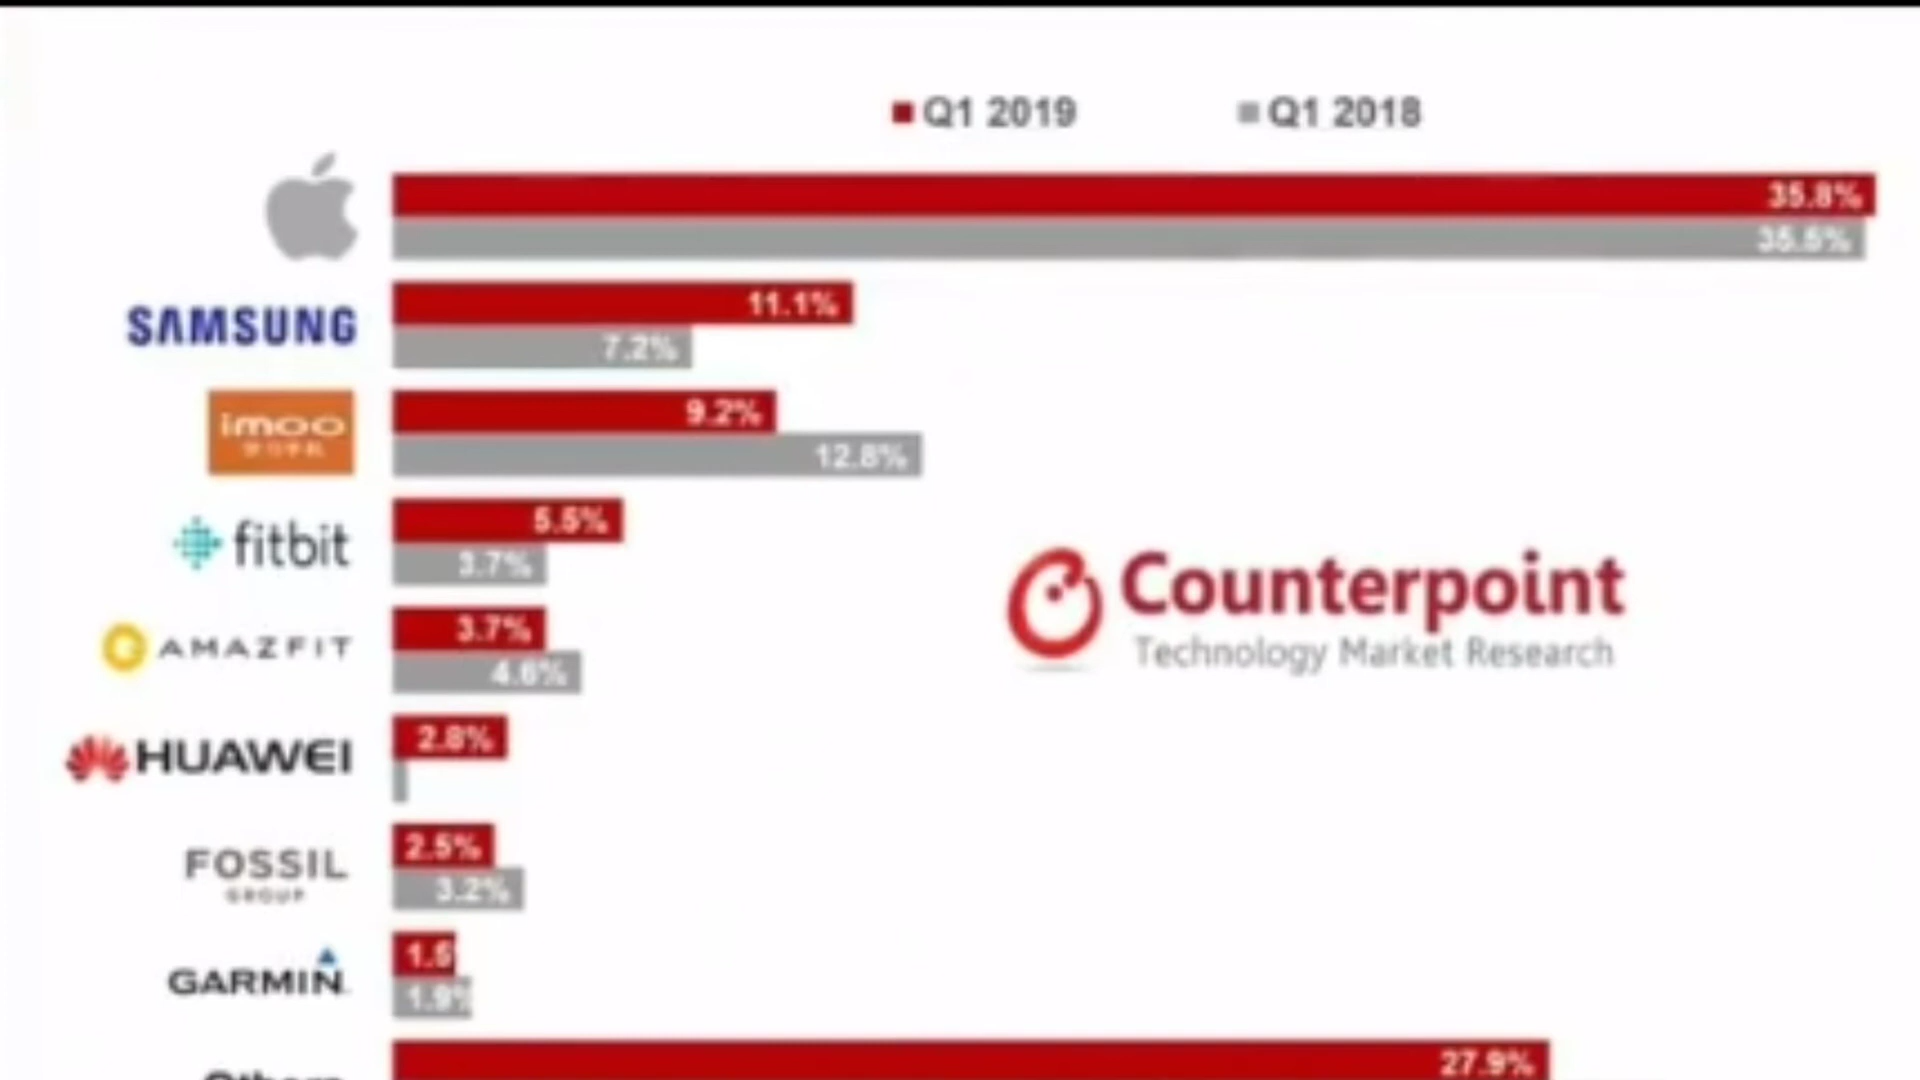 Q1 2019 Q1 2018
35.8%
35.5%
SAMSUNG
11.1%
7.2%
imoo
9.2%
12.8%
fitbit
5.5%
3.7%
AMAZFIT
3.7%
4.6%
HUAWEI
2.8%
FOSSIL
GROUP
2.5%
3.2%
GARMIN
1.5
1.9%
Counterpoint
Technology Market Research
Others
27.9%